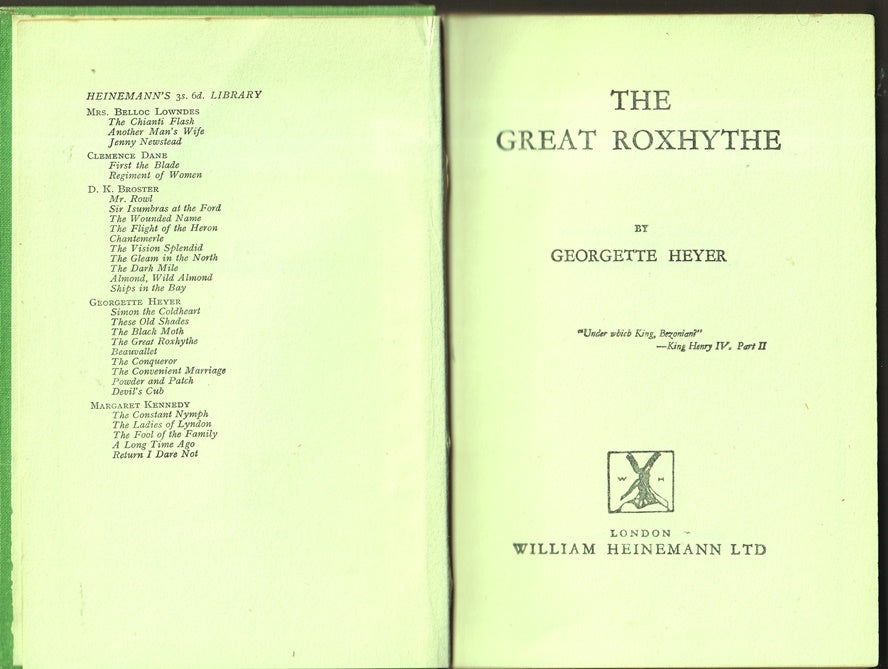 HEINEMANN'S 3s. 6d. LIBRARY
MRS. BELLOC LOWNDES
The Chianti Flash
Another Man's Wife
Jenny Newstead
CLEMENCE DANE
First the Blade
Regiment of Women
D. K. BROSTER
Mr. Rowl
Sir Isumbras at the Ford
The Wounded Name
The Flight of the Heron
Chantemerle
The Vision Splendid
The Gleam in the North
The Dark Mile
Almond, Wild Almond
Ships in the Bay
GEORGETTE HEYER
Simon the Coldheart
These Old Shades
The Black Moth
The Great Roxhythe
Beauvallet
The Conqueror
The Convenient Marriage
Powder and Patch
Devil's Cub
MARGARET KENNEDY
The Constant Nymph
The Ladies of Lyndon
The Fool of the Family
A Long Time Ago
Return I Dare Not
THE
GREAT ROXHYTHE
BY
GEORGETTE HEYER
"Under which King, Bezonian?"
—King Henry IV. Part II
W H
LONDON
WILLIAM HEINEMANN LTD